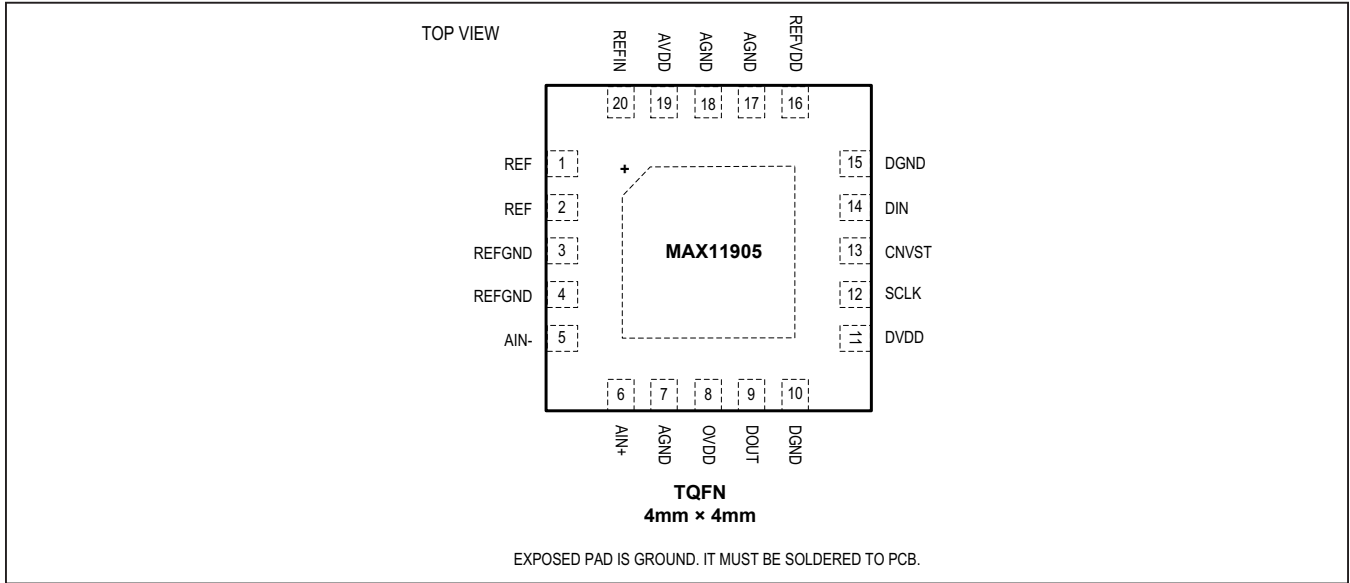 TOP VIEW
REFIN
AVDD
AGND
AGND
REFVDD
20 19 18 17 16
REF 1
REF 2
REFGND 3
REFGND 4
AIN- 5
+
MAX11905
15 DGND
14 DIN
13 CNVST
12 SCLK
11 DVDD
6 7 8 9 10
AIN+
AGND
OVDD
DOUT
DGND
TQFN
4mm × 4mm
EXPOSED PAD IS GROUND. IT MUST BE SOLDERED TO PCB.